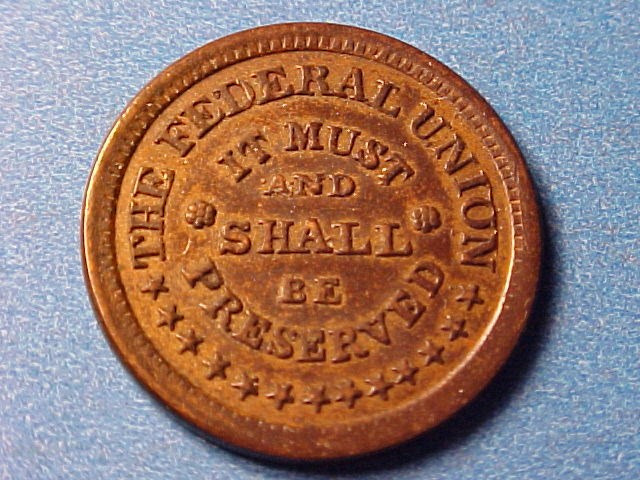 THE FEDERAL UNION
IT MUST
AND
SHALL
BE
PRESERVED